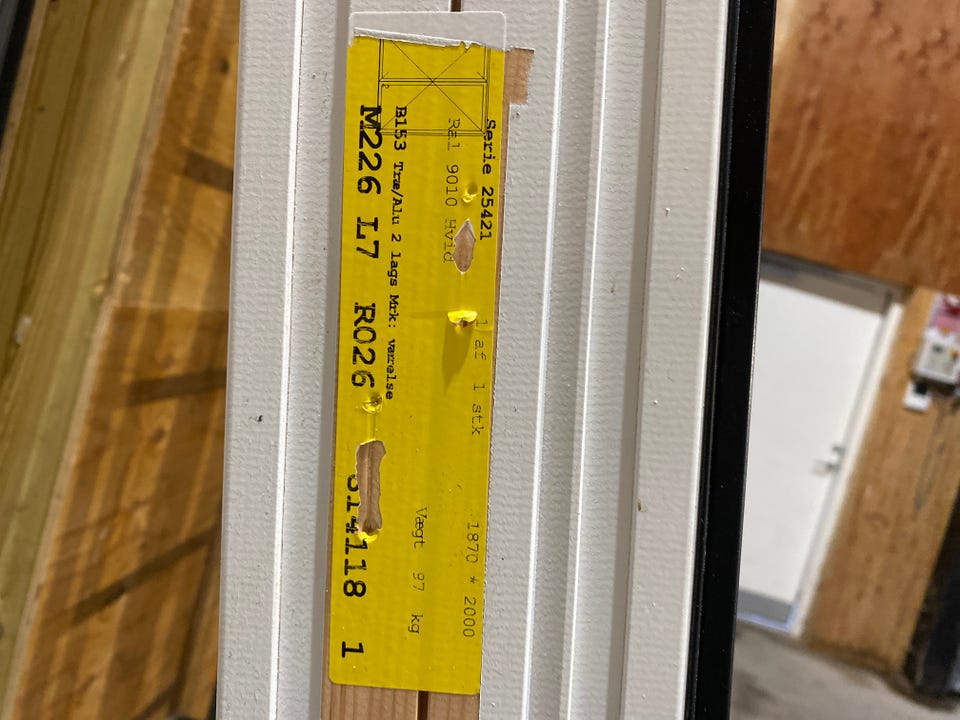 Serie 25421 1 af 1 stk 1870 * 2000
Ral 9010 Hvid
Vægt 97 kg
B153 Træ/Alu 2 lags Mrk: værelse
M226 L7 R026 14118 1